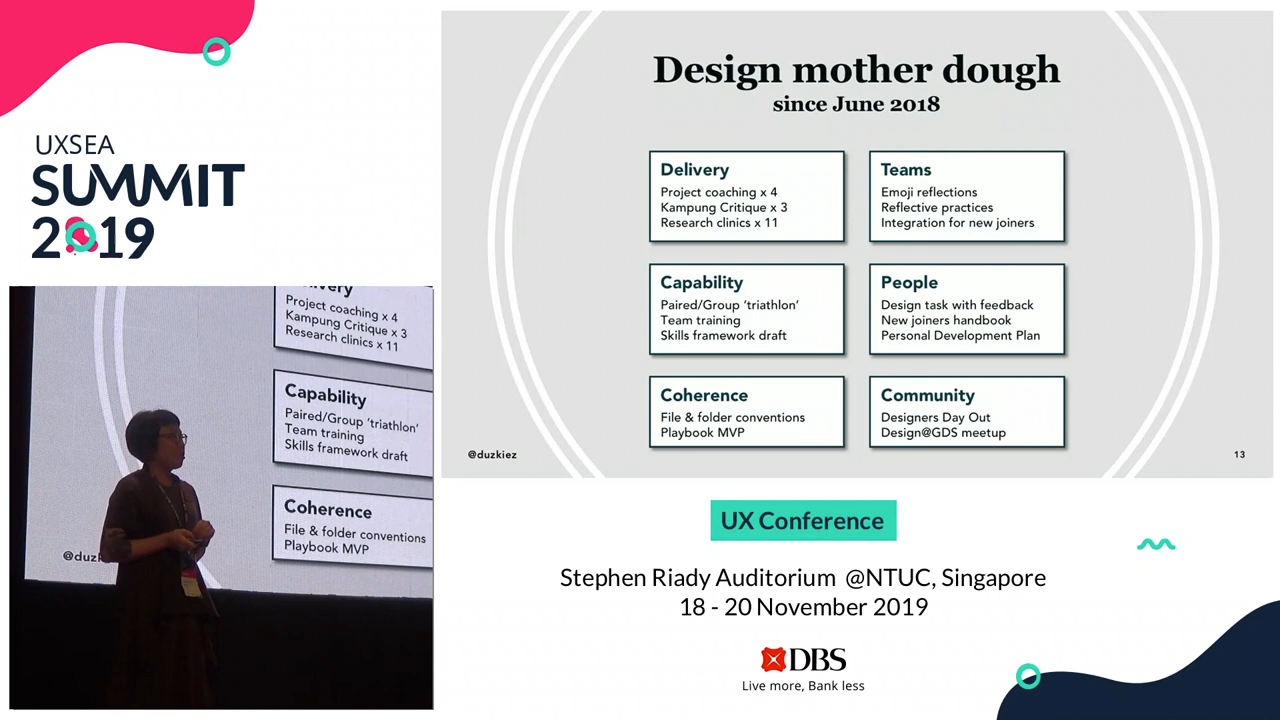 UXSEA
SUMMIT
2019
Design mother dough
since June 2018
Delivery
Project coaching x 4
Kampung Critique x 3
Research clinics x 11
Teams
Emoji reflections
Reflective practices
Integration for new joiners
Capability
Paired/Group ‘triathlon’
Team training
Skills framework draft
People
Design task with feedback
New joiners handbook
Personal Development Plan
Coherence
File & folder conventions
Playbook MVP
Community
Designers Day Out
Design@GDS meetup
@duzkiez
13
Project coaching x 4
Kampung Critique x 3
Research clinics x 11
Capability
Paired/Group ‘triathlon’
Team training
Skills framework draft
Coherence
File & folder conventions
Playbook MVP
UX Conference
Stephen Riady Auditorium @NTUC, Singapore
18 - 20 November 2019
DBS
Live more, Bank less